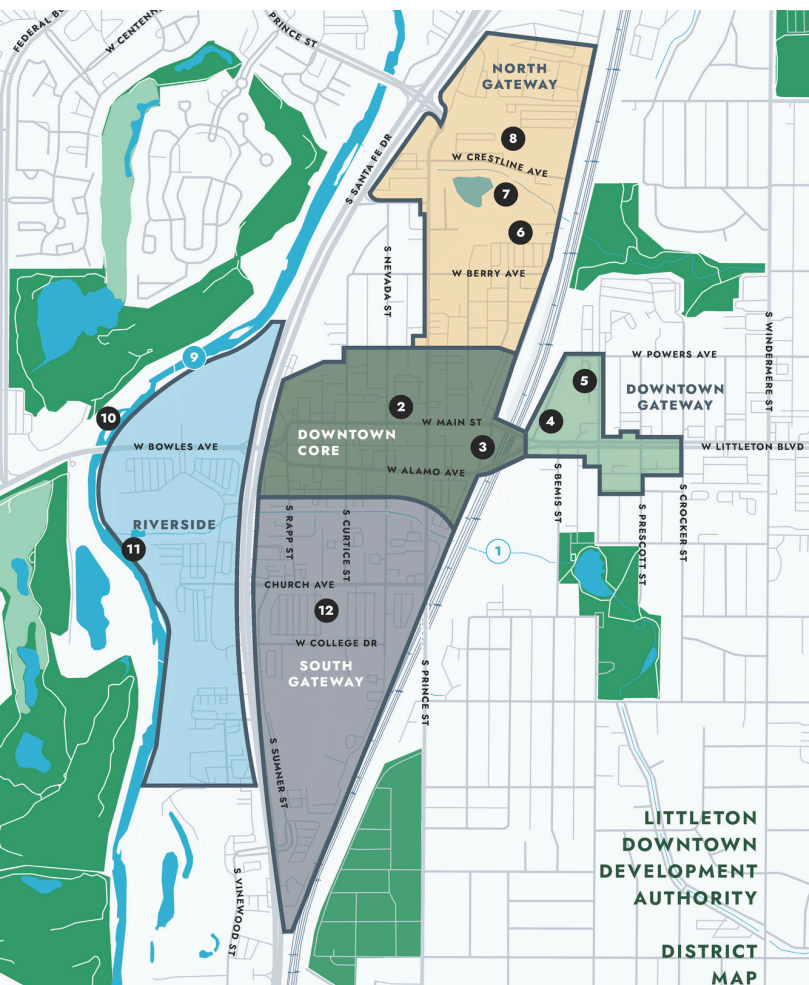 FEDERAL
W CENTENN
PRINCE ST
NORTH
GATEWAY
8
W CRESTLINE AVE
S SANTA FE DR
7
6
S NEVADA ST
W BERRY AVE
S WINDERMERE ST
9
W POWERS AVE
5
DOWNTOWN
GATEWAY
2
10
W MAIN ST
4
DOWNTOWN
CORE
3
W BOWLES AVE
W LITTLETON BLVD
W ALAMO AVE
S BEMIS ST
S CROCKER ST
S PRESCOTT ST
S RAPP ST
S CURTICE ST
RIVERSIDE
11
1
CHURCH AVE
12
W COLLEGE DR
SOUTH
GATEWAY
S PRINCE ST
S SUMNER ST
S VINEWOOD ST
LITTLETON
DOWNTOWN
DEVELOPMENT
AUTHORITY
DISTRICT
MAP